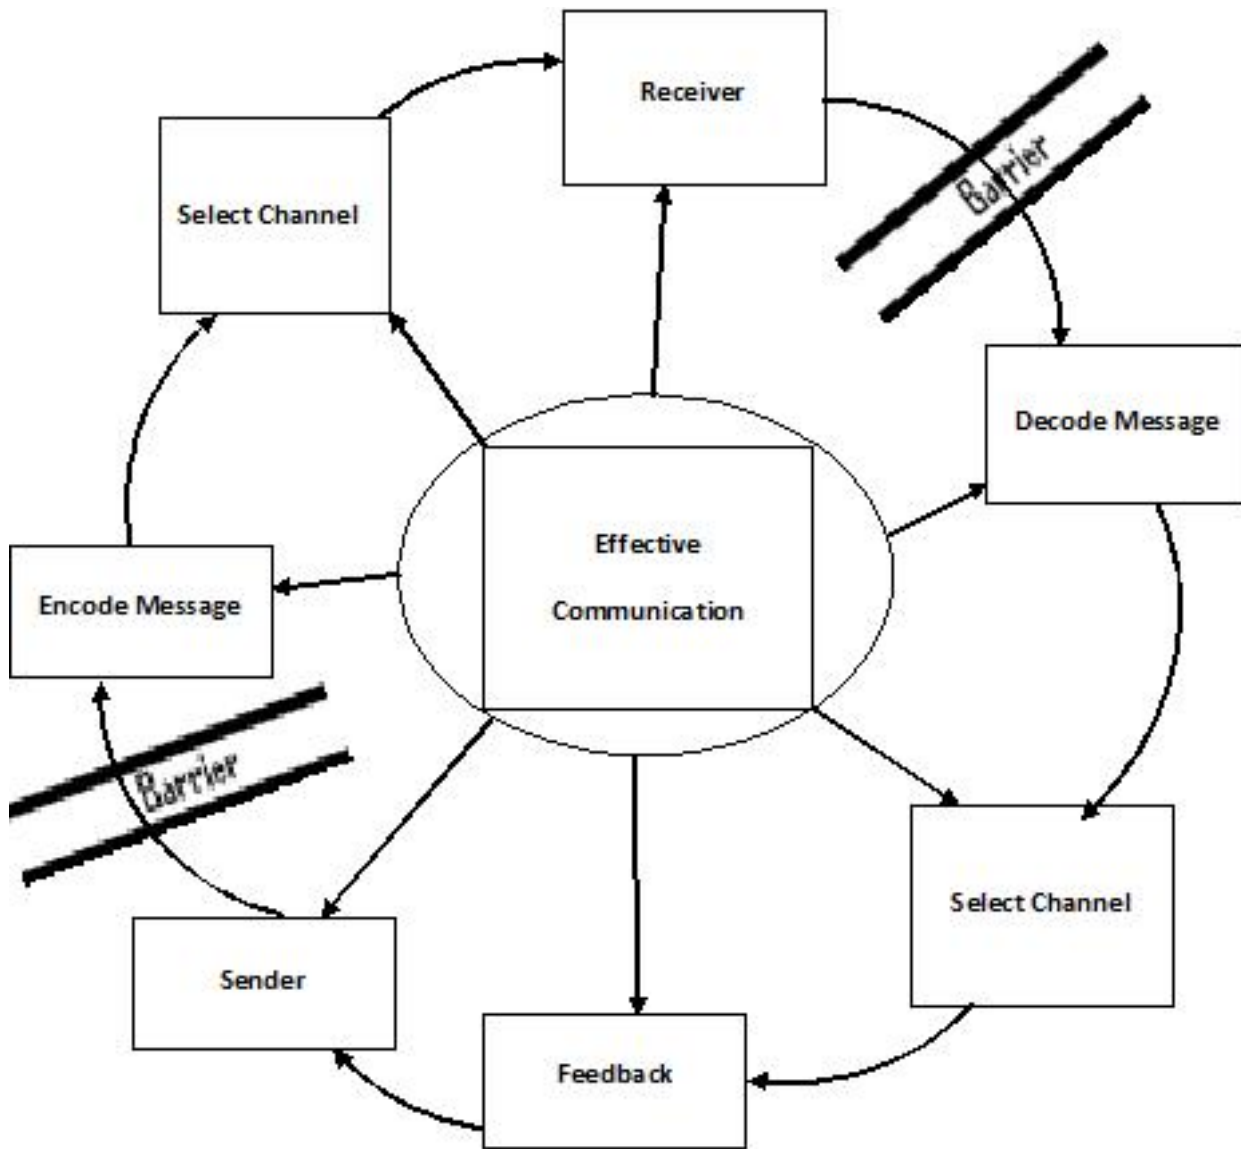 Receiver
Barrier
Select Channel
Decode Message
Effective
Communication
Encode Message
Barrier
Select Channel
Sender
Feedback